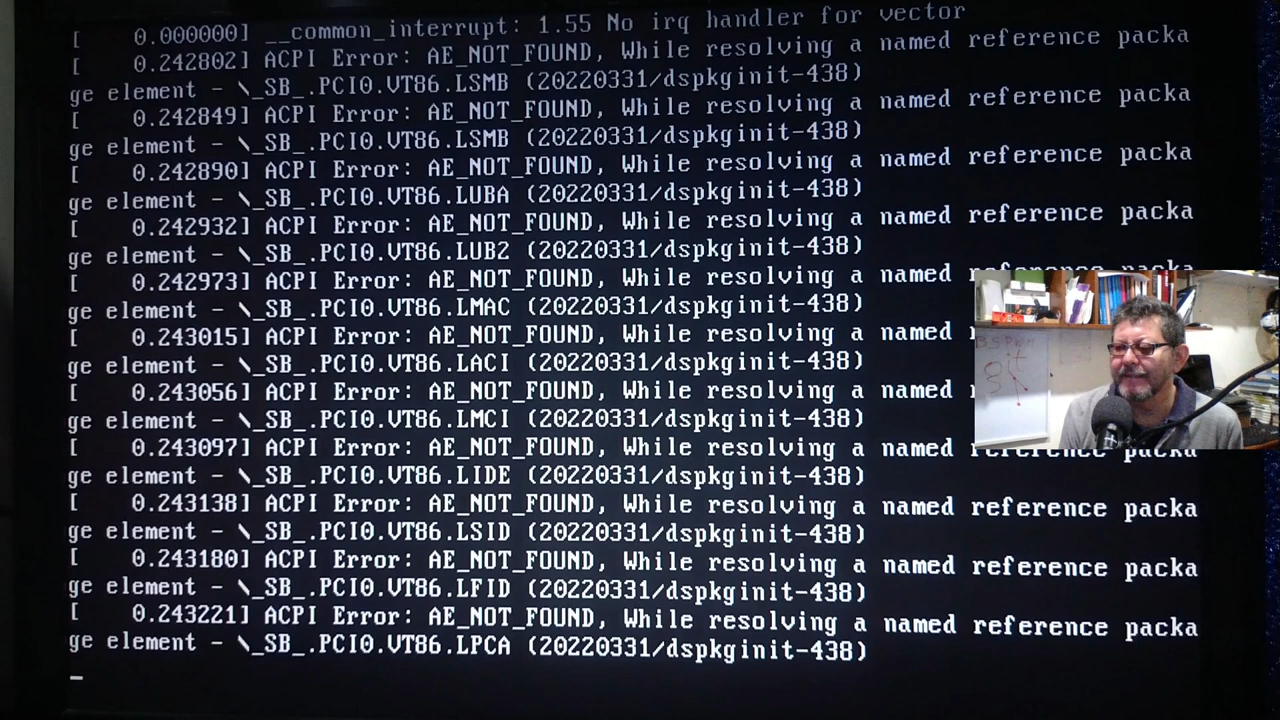 [    0.000000] __common_interrupt: 1.55 No irq handler for vector
[    0.242802] ACPI Error: AE_NOT_FOUND, While resolving a named reference packa
ge element - \_SB_.PCI0.VT86.LSMB (20220331/dspkginit-438)
[    0.242849] ACPI Error: AE_NOT_FOUND, While resolving a named reference packa
ge element - \_SB_.PCI0.VT86.LSMB (20220331/dspkginit-438)
[    0.242890] ACPI Error: AE_NOT_FOUND, While resolving a named reference packa
ge element - \_SB_.PCI0.VT86.LUBA (20220331/dspkginit-438)
[    0.242932] ACPI Error: AE_NOT_FOUND, While resolving a named reference packa
ge element - \_SB_.PCI0.VT86.LUB2 (20220331/dspkginit-438)
[    0.242973] ACPI Error: AE_NOT_FOUND, While resolving a named reference packa
ge element - \_SB_.PCI0.VT86.LMAC (20220331/dspkginit-438)
[    0.243015] ACPI Error: AE_NOT_FOUND, While resolving a named
ge element - \_SB_.PCI0.VT86.LACI (20220331/dspkginit-438)
[    0.243056] ACPI Error: AE_NOT_FOUND, While resolving a named
ge element - \_SB_.PCI0.VT86.LMCI (20220331/dspkginit-438)
[    0.243097] ACPI Error: AE_NOT_FOUND, While resolving a named reference packa
ge element - \_SB_.PCI0.VT86.LIDE (20220331/dspkginit-438)
[    0.243138] ACPI Error: AE_NOT_FOUND, While resolving a named reference packa
ge element - \_SB_.PCI0.VT86.LSID (20220331/dspkginit-438)
[    0.243180] ACPI Error: AE_NOT_FOUND, While resolving a named reference packa
ge element - \_SB_.PCI0.VT86.LFID (20220331/dspkginit-438)
[    0.243221] ACPI Error: AE_NOT_FOUND, While resolving a named reference packa
ge element - \_SB_.PCI0.VT86.LPCA (20220331/dspkginit-438)
_